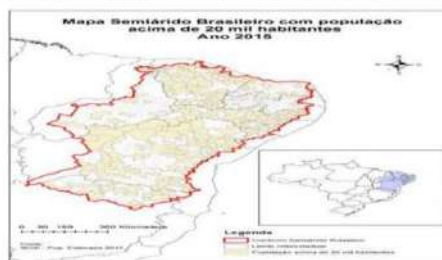 Mapa Semiárido Brasileiro com população
acima de 20 mil habitantes
Ano 2015
Legenda
Contorno Semiárido Brasileiro
Limite Intermunicipal
População acima de 20 mil habitantes
Fonte: